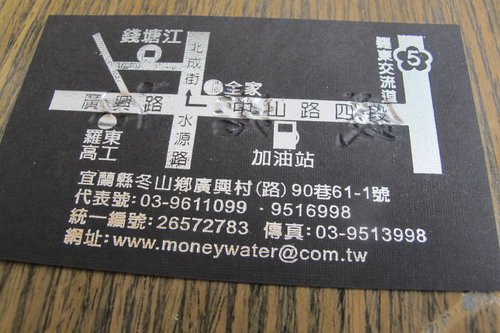 錢塘江
北成街
全家
羅東交流道
5
廣興路
中山路四段
水源路
羅東高工
加油站
宜蘭縣冬山鄉廣興村(路)90巷61-1號
代表號:03-9611099 · 9516998
統一編號:26572783 傳真:03-9513998
網址:www.moneywater@com.tw